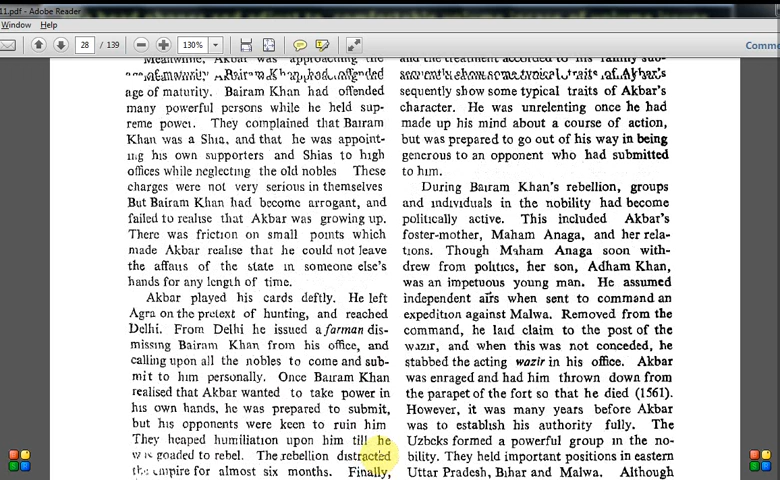 11.pdf - Adobe Reader
Window Help
28 / 139
130%
Comme
Meanwhile, Akbar was approaching the
age of maturity. Bairam Khan had offended
many powerful persons while he held sup-
reme power. They complained that Bairam
Khan was a Shia, and that he was appoint-
ing his own supporters and Shias to high
offices while neglecting the old nobles These
charges were not very serious in themselves
But Bairam Khan had become arrogant, and
failed to realise that Akbar was growing up.
There was friction on small points which
made Akbar realise that he could not leave
the affairs of the state in someone else's
hands for any length of time.
Akbar played his cards deftly. He left
Agra on the pretext of hunting, and reached
Delhi. From Delhi he issued a farman dis-
missing Bairam Khan from his office, and
calling upon all the nobles to come and sub-
mit to him personally. Once Bairam Khan
realised that Akbar wanted to take power in
his own hands, he was prepared to submit,
but his opponents were keen to ruin him
They heaped humiliation upon him till he
was goaded to rebel. The rebellion distracted
the empire for almost six months. Finally,
and the treatment accorded to his family sub-
sequently show some typical traits of Akbar's
character. He was unrelenting once he had
made up his mind about a course of action,
but was prepared to go out of his way in being
generous to an opponent who had submitted
to him.
During Bairam Khan's rebellion, groups
and individuals in the nobility had become
politically active. This included Akbar's
foster-mother, Maham Anaga, and her rela-
tions. Though Maham Anaga soon with-
drew from politics, her son, Adham Khan,
was an impetuous young man. He assumed
independent airs when sent to command an
expedition against Malwa. Removed from the
command, he laid claim to the post of the
wazir, and when this was not conceded, he
stabbed the acting wazir in his office. Akbar
was enraged and had him thrown down from
the parapet of the fort so that he died (1561).
However, it was many years before Akbar
was to establish his authority fully. The
Uzbeks formed a powerful group in the no-
bility. They held important positions in eastern
Uttar Pradesh, Bihar and Malwa. Although